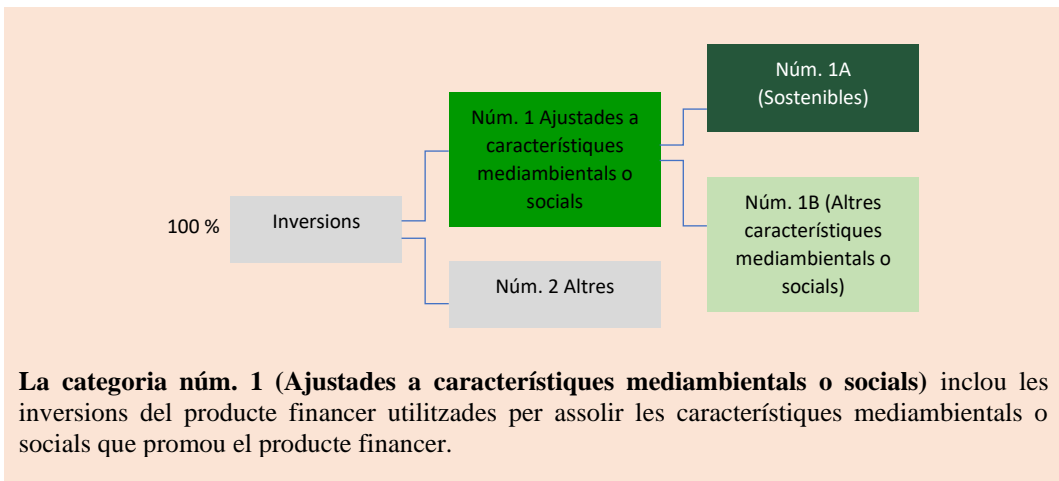 100 %
Inversions
Núm. 1 Ajustades a
característiques
mediambientals o
socials
Núm. 2 Altres
Núm. 1A
(Sostenibles)
Núm. 1B (Altres
característiques
mediambientals o
socials)
La categoria núm. 1 (Ajustades a característiques mediambientals o socials) inclou les
inversions del producte financer utilitzades per assolir les característiques mediambientals o
socials que promou el producte financer.